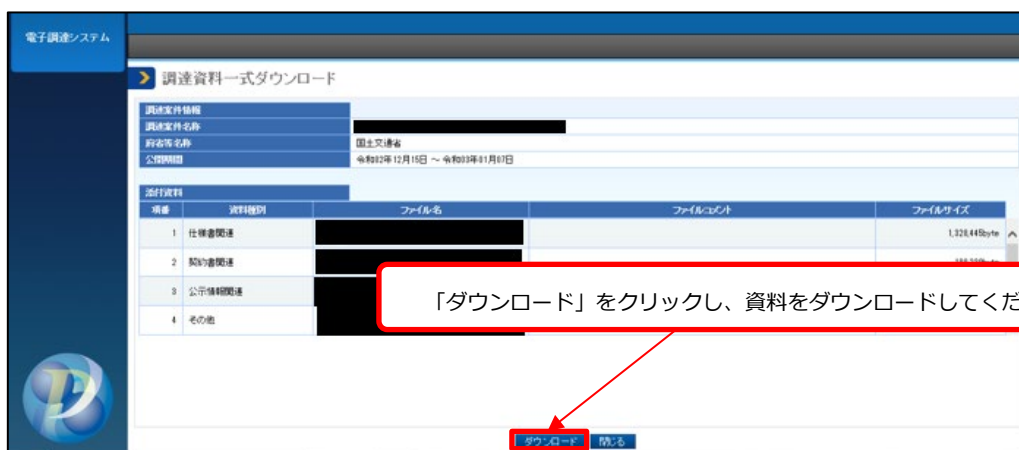 電子調達システム
調達資料一式ダウンロード
調達案件情報
調達案件名称
府省等名称 国土交通省
公開期間 令和02年12月15日 ～ 令和03年01月07日
添付資料
項番 資料種別 ファイル名 ファイルコメント ファイルサイズ
1 仕様書関連 1,328,445byte
2 契約書関連
3 公示情報関連
4 その他
「ダウンロード」をクリックし、資料をダウンロードしてくだ
ダウンロード 閉じる